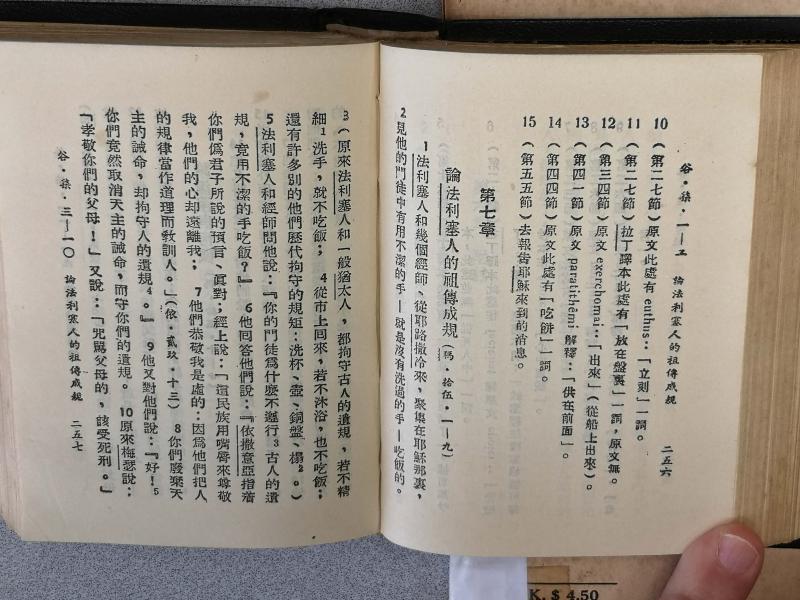 谷·柒·一—五　論法利塞人的祖傳成規　二五六
10（第二七節）原文此處有 euthus：「立刻」一詞。
11（第二七節）拉丁譯本此處有「放在盤裏」一詞，原文無。
12（第三四節）原文 exerchomai：「出來」（從船上出來）。
13（第四一節）原文 paratithêmi 解釋：「供在前面」。
14（第四四節）原文此處有「吃餅」一詞。
15（第五五節）去報吿耶穌來到的消息。
第七章
論法利塞人的祖傳成規（瑪·拾伍·一—九）
1法利塞人和幾個經師、從耶路撒冷來，聚集在耶穌那裏，
2見他的門徒中有用不潔的手—就是沒有洗過的手—吃飯的。
3（原來法利塞人和一般猶太人，都拘守古人的遺規，若不精
細1洗手，就不吃飯；　4從市上回來，若不沐浴，也不吃飯；
還有許多別的他們歷代拘守的規矩：洗杯、壺、銅盤、榻2。）
5法利塞人和經師問他說：『你的門徒爲什麼不遵行3古人的遺
規，竟用不潔的手吃飯？』　6他回答他們說：『依撒意亞指着
你們僞君子所說的預言、眞對；經上說：「這民族用嘴脣來尊敬
我，他們的心却遠離我：　7他們恭敬我是虛的：因爲他們把人
的規律當作道理而敎訓人。」（依·貳玖·十三）　8你們廢棄天
主的誡命，却拘守人的遺規4。』　9他又對他們說：『好！5
你們竟然取消天主的誡命，而守你們的遺規。　10原來梅瑟說：
「孝敬你們的父母！」又說：「咒罵父母的，該受死刑。」
谷·柒·三—一〇　論法利塞人的祖傳成規　二五七
K. $ 4.50